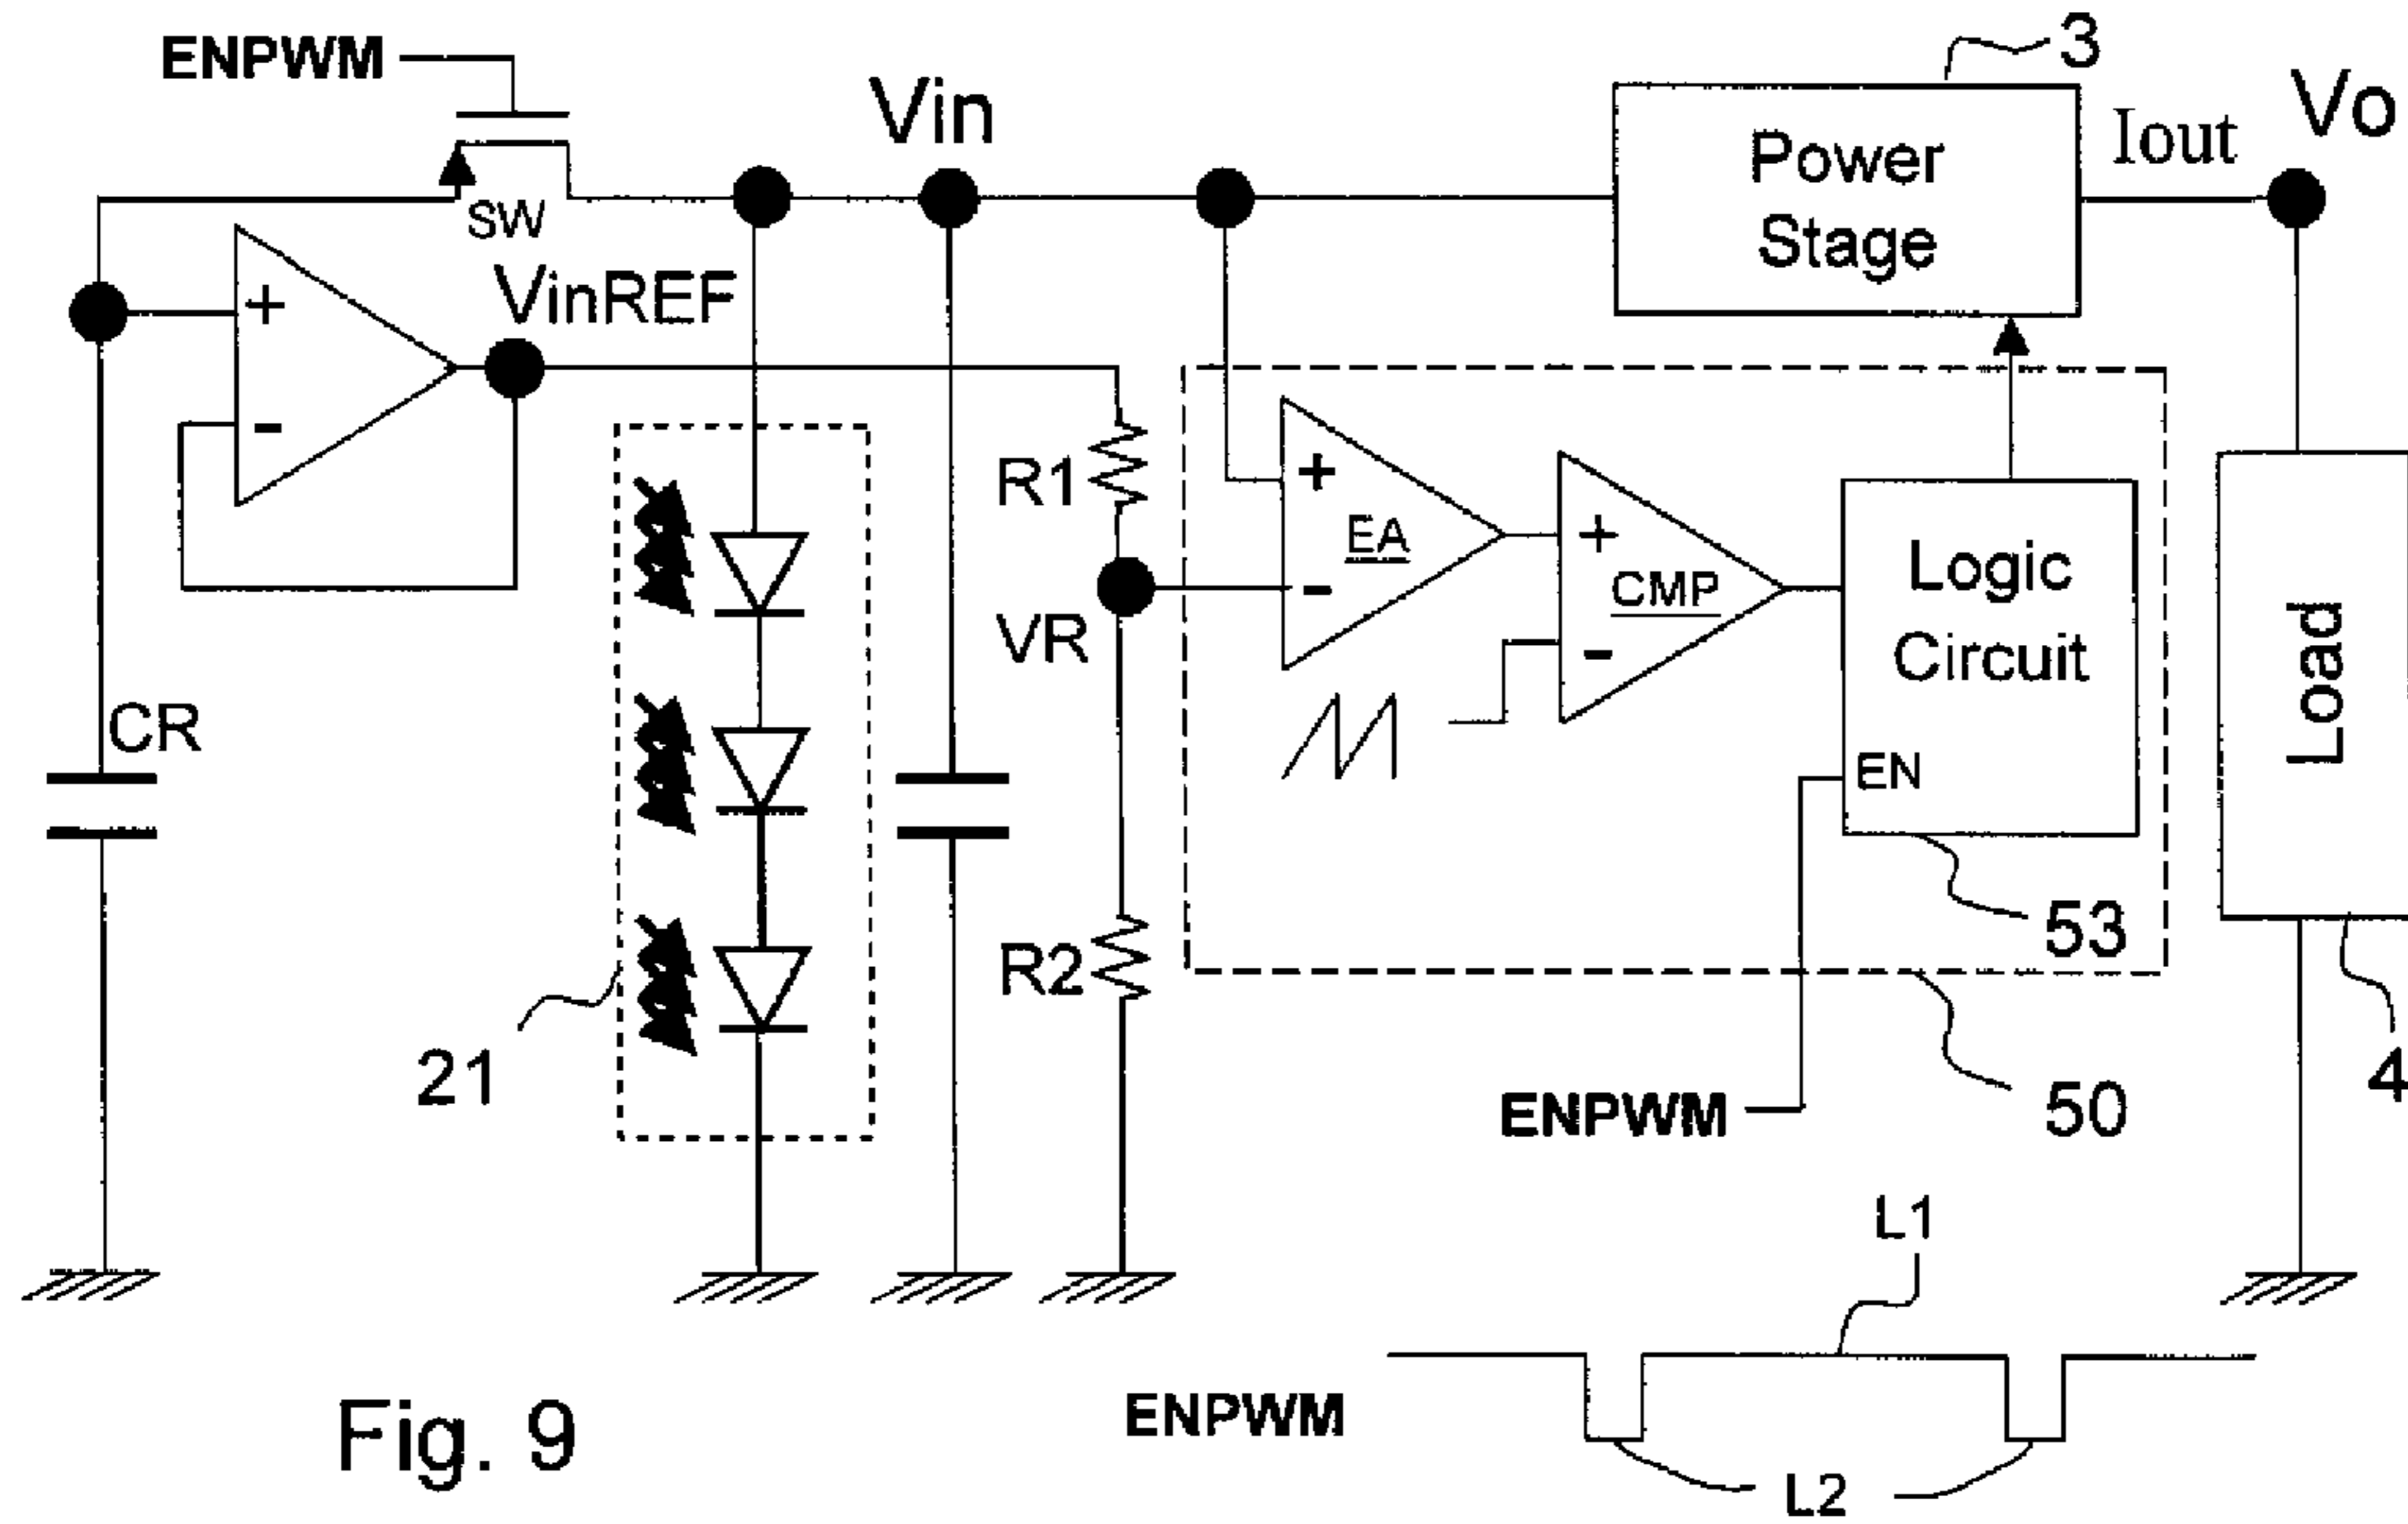 ENPWM
3
Vin
Vo
Iout
Power
Stage
SW
VinREF
+
-
R1
VR
+
EA
-
+
CMP
-
Logic
Circuit
EN
Load
CR
53
R2
21
50
4
ENPWM
L1
ENPWM
L2
Fig. 9